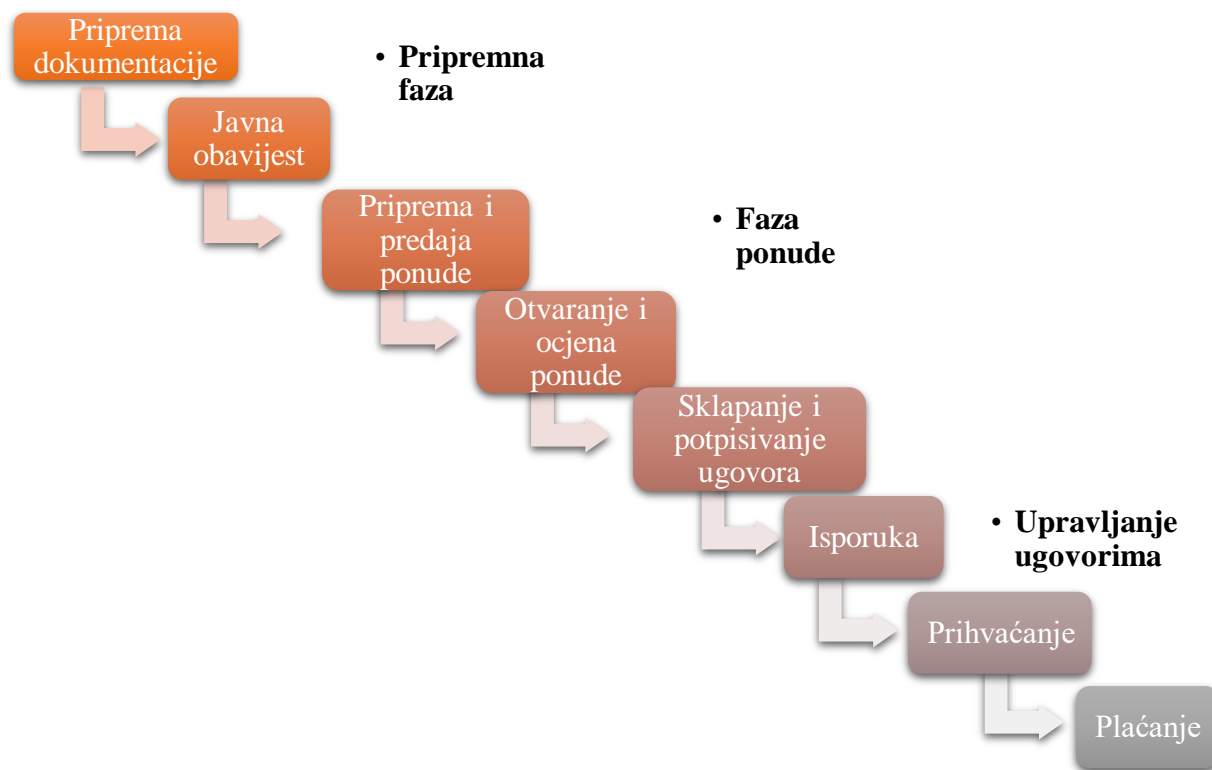 Priprema
dokumentacije
• Pripremna
faza
Javna
obavijest
Priprema i
predaja
ponude
• Faza
ponude
Otvaranje i
ocjena
ponude
Sklapanje i
potpisivanje
ugovora
Isporuka
• Upravljanje
ugovorima
Prihvaćanje
Plaćanje